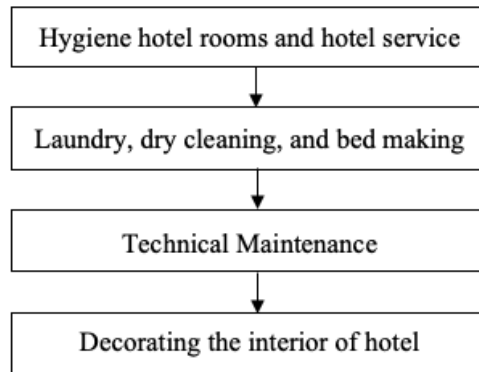 Hygiene hotel rooms and hotel service
Laundry, dry cleaning, and bed making
Technical Maintenance
Decorating the interior of hotel